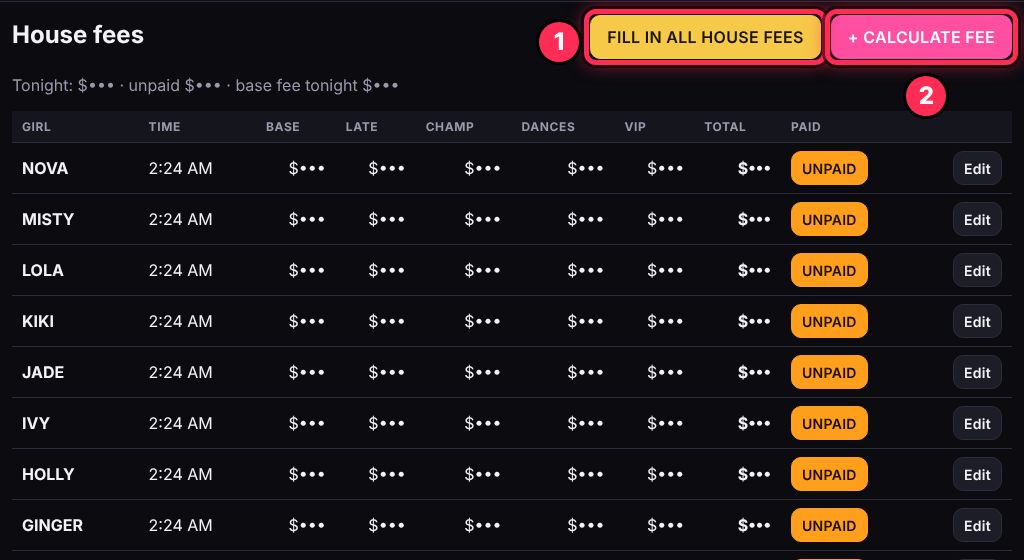 House fees
1
FILL IN ALL HOUSE FEES
+ CALCULATE FEE
2
Tonight: $••• · unpaid $••• · base fee tonight $•••
GIRL TIME BASE LATE CHAMP DANCES VIP TOTAL PAID
NOVA 2:24 AM $••• $••• $••• $••• $••• $••• UNPAID Edit
MISTY 2:24 AM $••• $••• $••• $••• $••• $••• UNPAID Edit
LOLA 2:24 AM $••• $••• $••• $••• $••• $••• UNPAID Edit
KIKI 2:24 AM $••• $••• $••• $••• $••• $••• UNPAID Edit
JADE 2:24 AM $••• $••• $••• $••• $••• $••• UNPAID Edit
IVY 2:24 AM $••• $••• $••• $••• $••• $••• UNPAID Edit
HOLLY 2:24 AM $••• $••• $••• $••• $••• $••• UNPAID Edit
GINGER 2:24 AM $••• $••• $••• $••• $••• $••• UNPAID Edit